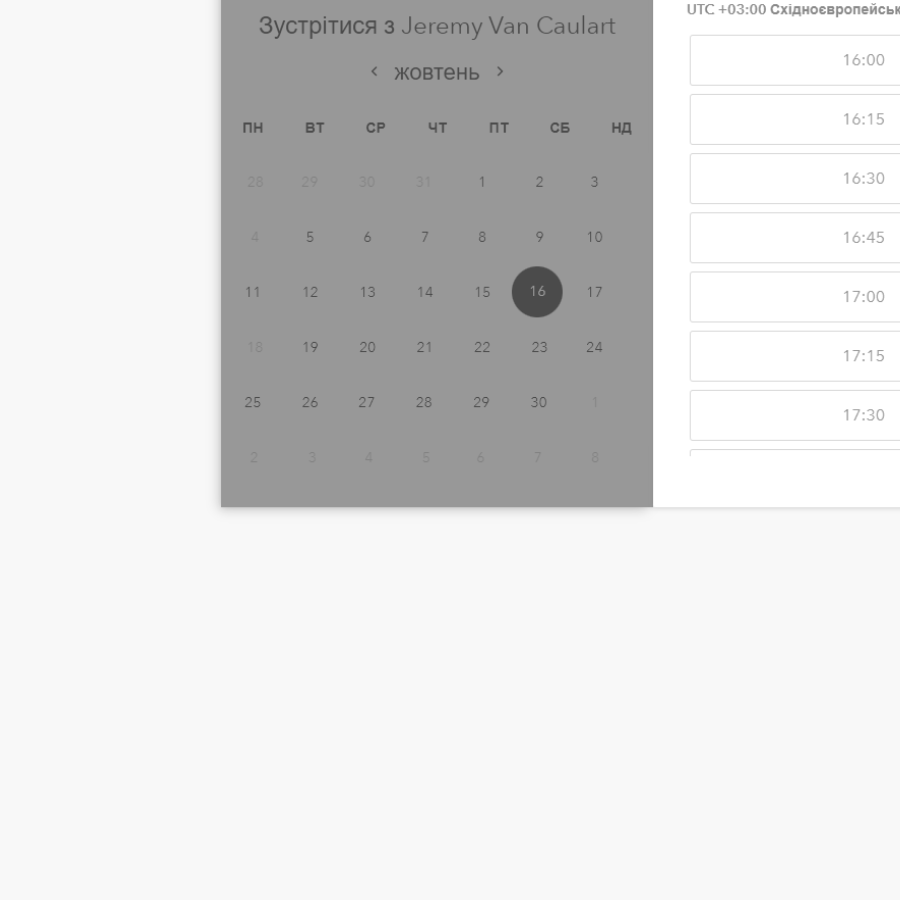 Зустрітися з Jeremy Van Caulart
< жовтень >
ПН ВТ СР ЧТ ПТ СБ НД
28 29 30 31 1 2 3
4 5 6 7 8 9 10
11 12 13 14 15 16 17
18 19 20 21 22 23 24
25 26 27 28 29 30 1
2 3 4 5 6 7 8
UTC +03:00 Східноєвропейськ
16:00
16:15
16:30
16:45
17:00
17:15
17:30